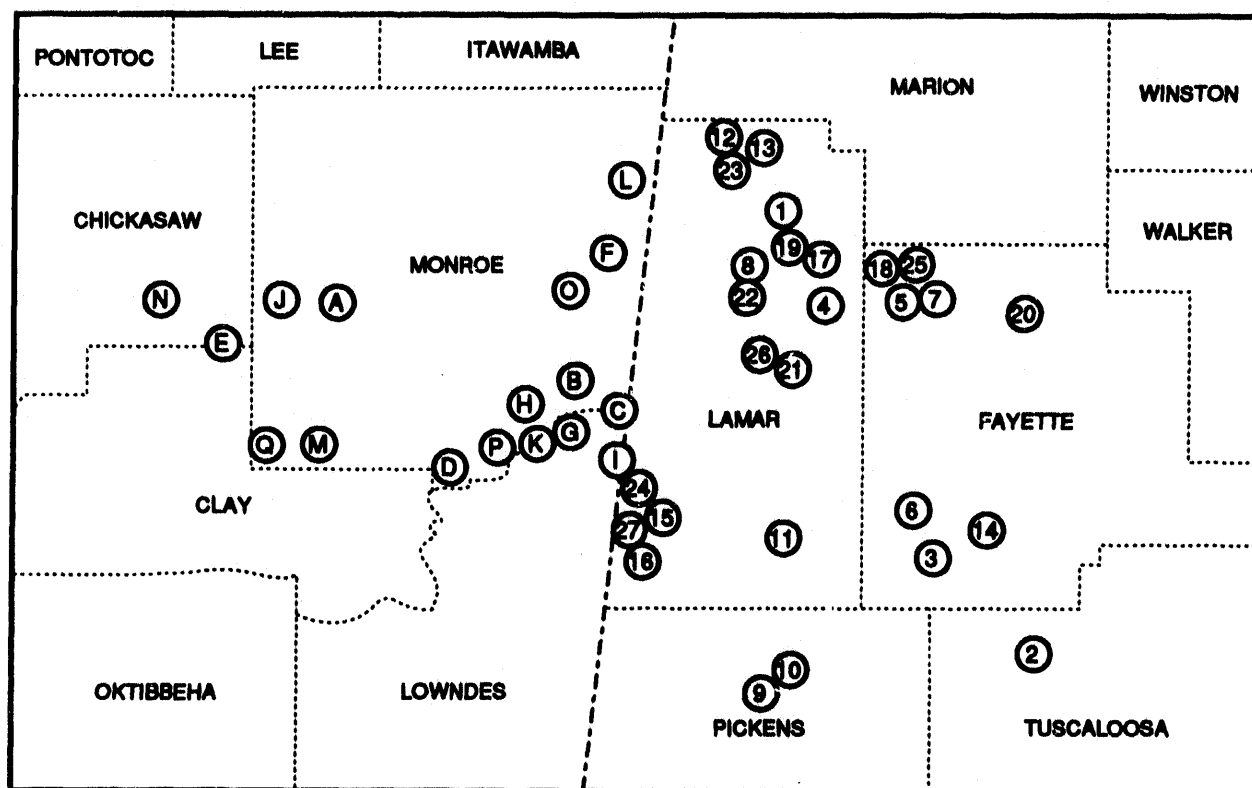 PONTOTOC
LEE
ITAWAMBA
MARION
WINSTON
12
13
23
L
CHICKASAW
1
WALKER
MONROE
F
19
17
8
18
25
N
J
A
O
22
4
5
7
20
E
26
21
B
H
C
LAMAR
FAYETTE
Q
M
D
P
K
G
I
CLAY
24
15
27
16
11
6
14
3
OKTIBBEHA
LOWNDES
10
9
PICKENS
2
TUSCALOOSA